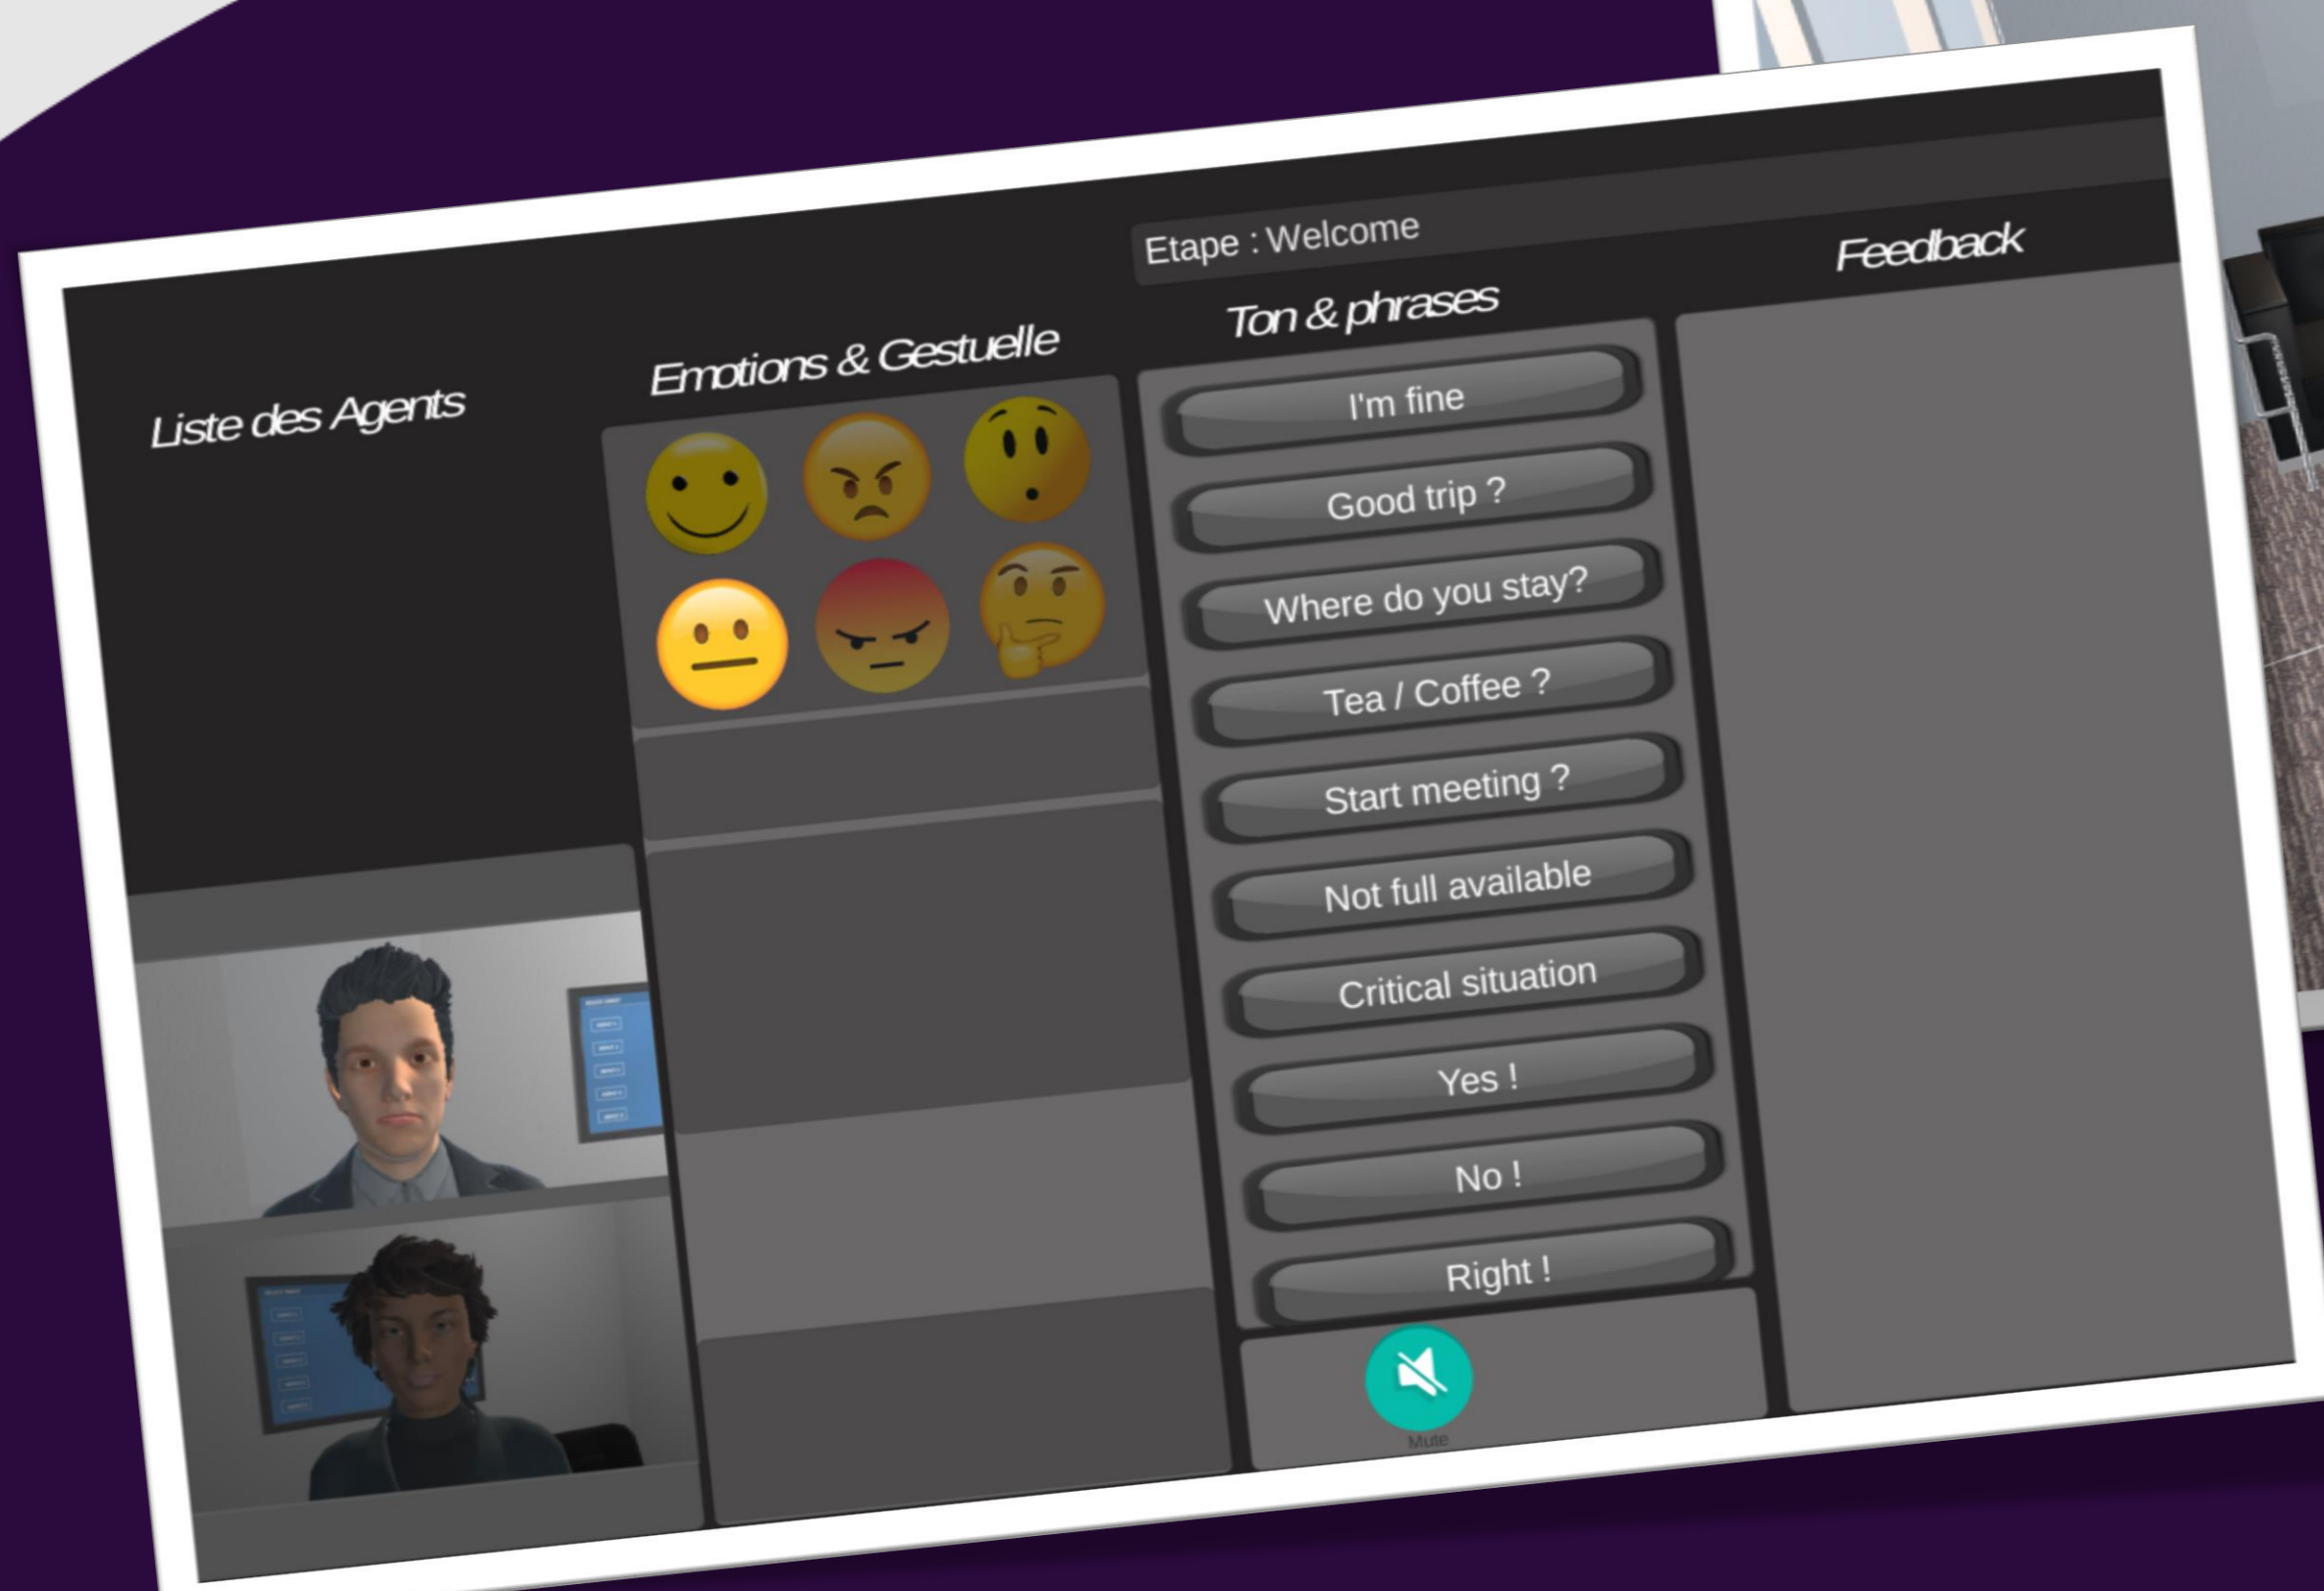 Etape : Welcome
Liste des Agents
Emotions & Gestuelle
Ton & phrases
Feedback
I'm fine
Good trip ?
Where do you stay?
Tea / Coffee ?
Start meeting ?
Not full available
Critical situation
Yes !
No !
Right !
Mute